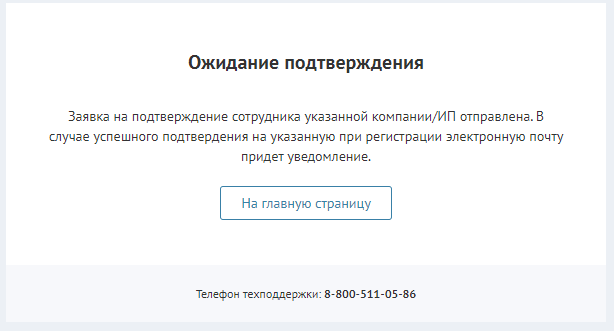 Ожидание подтверждения
Заявка на подтверждение сотрудника указанной компании/ИП отправлена. В
случае успешного подтвердения на указанную при регистрации электронную почту
придет уведомление.
На главную страницу
Телефон техподдержки: 8-800-511-05-86